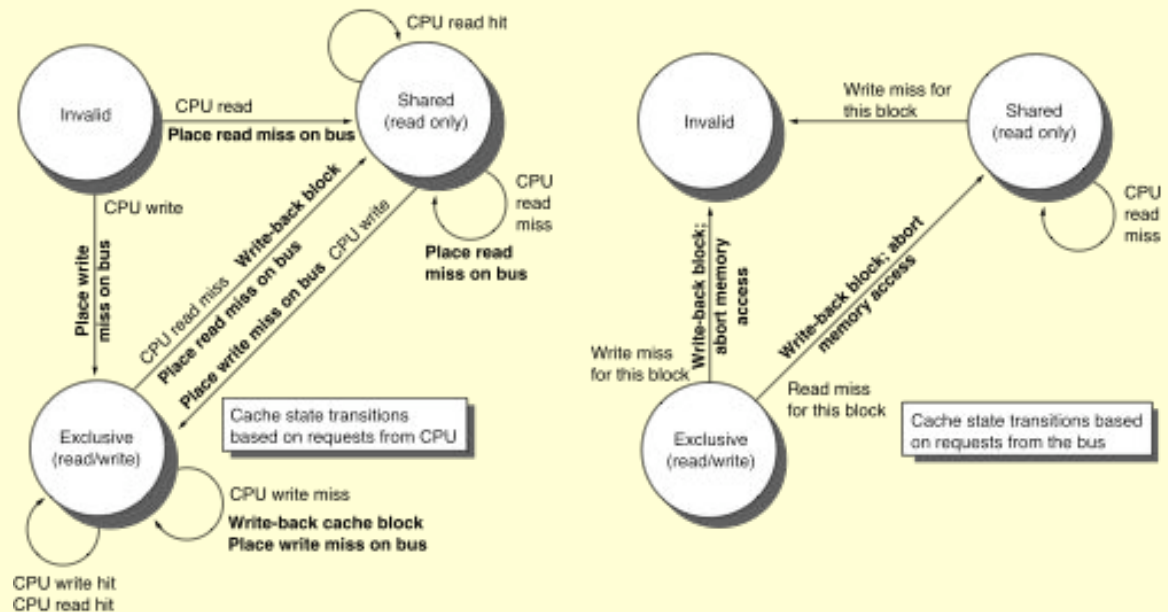 CPU read hit
Invalid
CPU read
Place read miss on bus
Shared
(read only)
CPU write
Place write
miss on bus
CPU read miss Write-back block
Place read miss on bus
Place write miss on bus CPU write
CPU
read
miss
Place read
miss on bus
Exclusive
(read/write)
Cache state transitions
based on requests from CPU
CPU write miss
Write-back cache block
Place write miss on bus
CPU write hit
CPU read hit
Invalid
Write miss for
this block
Shared
(read only)
CPU
read
miss
Write-back block;
abort memory
access
Write-back block; abort
memory access
Write miss
for this block
Read miss
for this block
Exclusive
(read/write)
Cache state transitions based
on requests from the bus